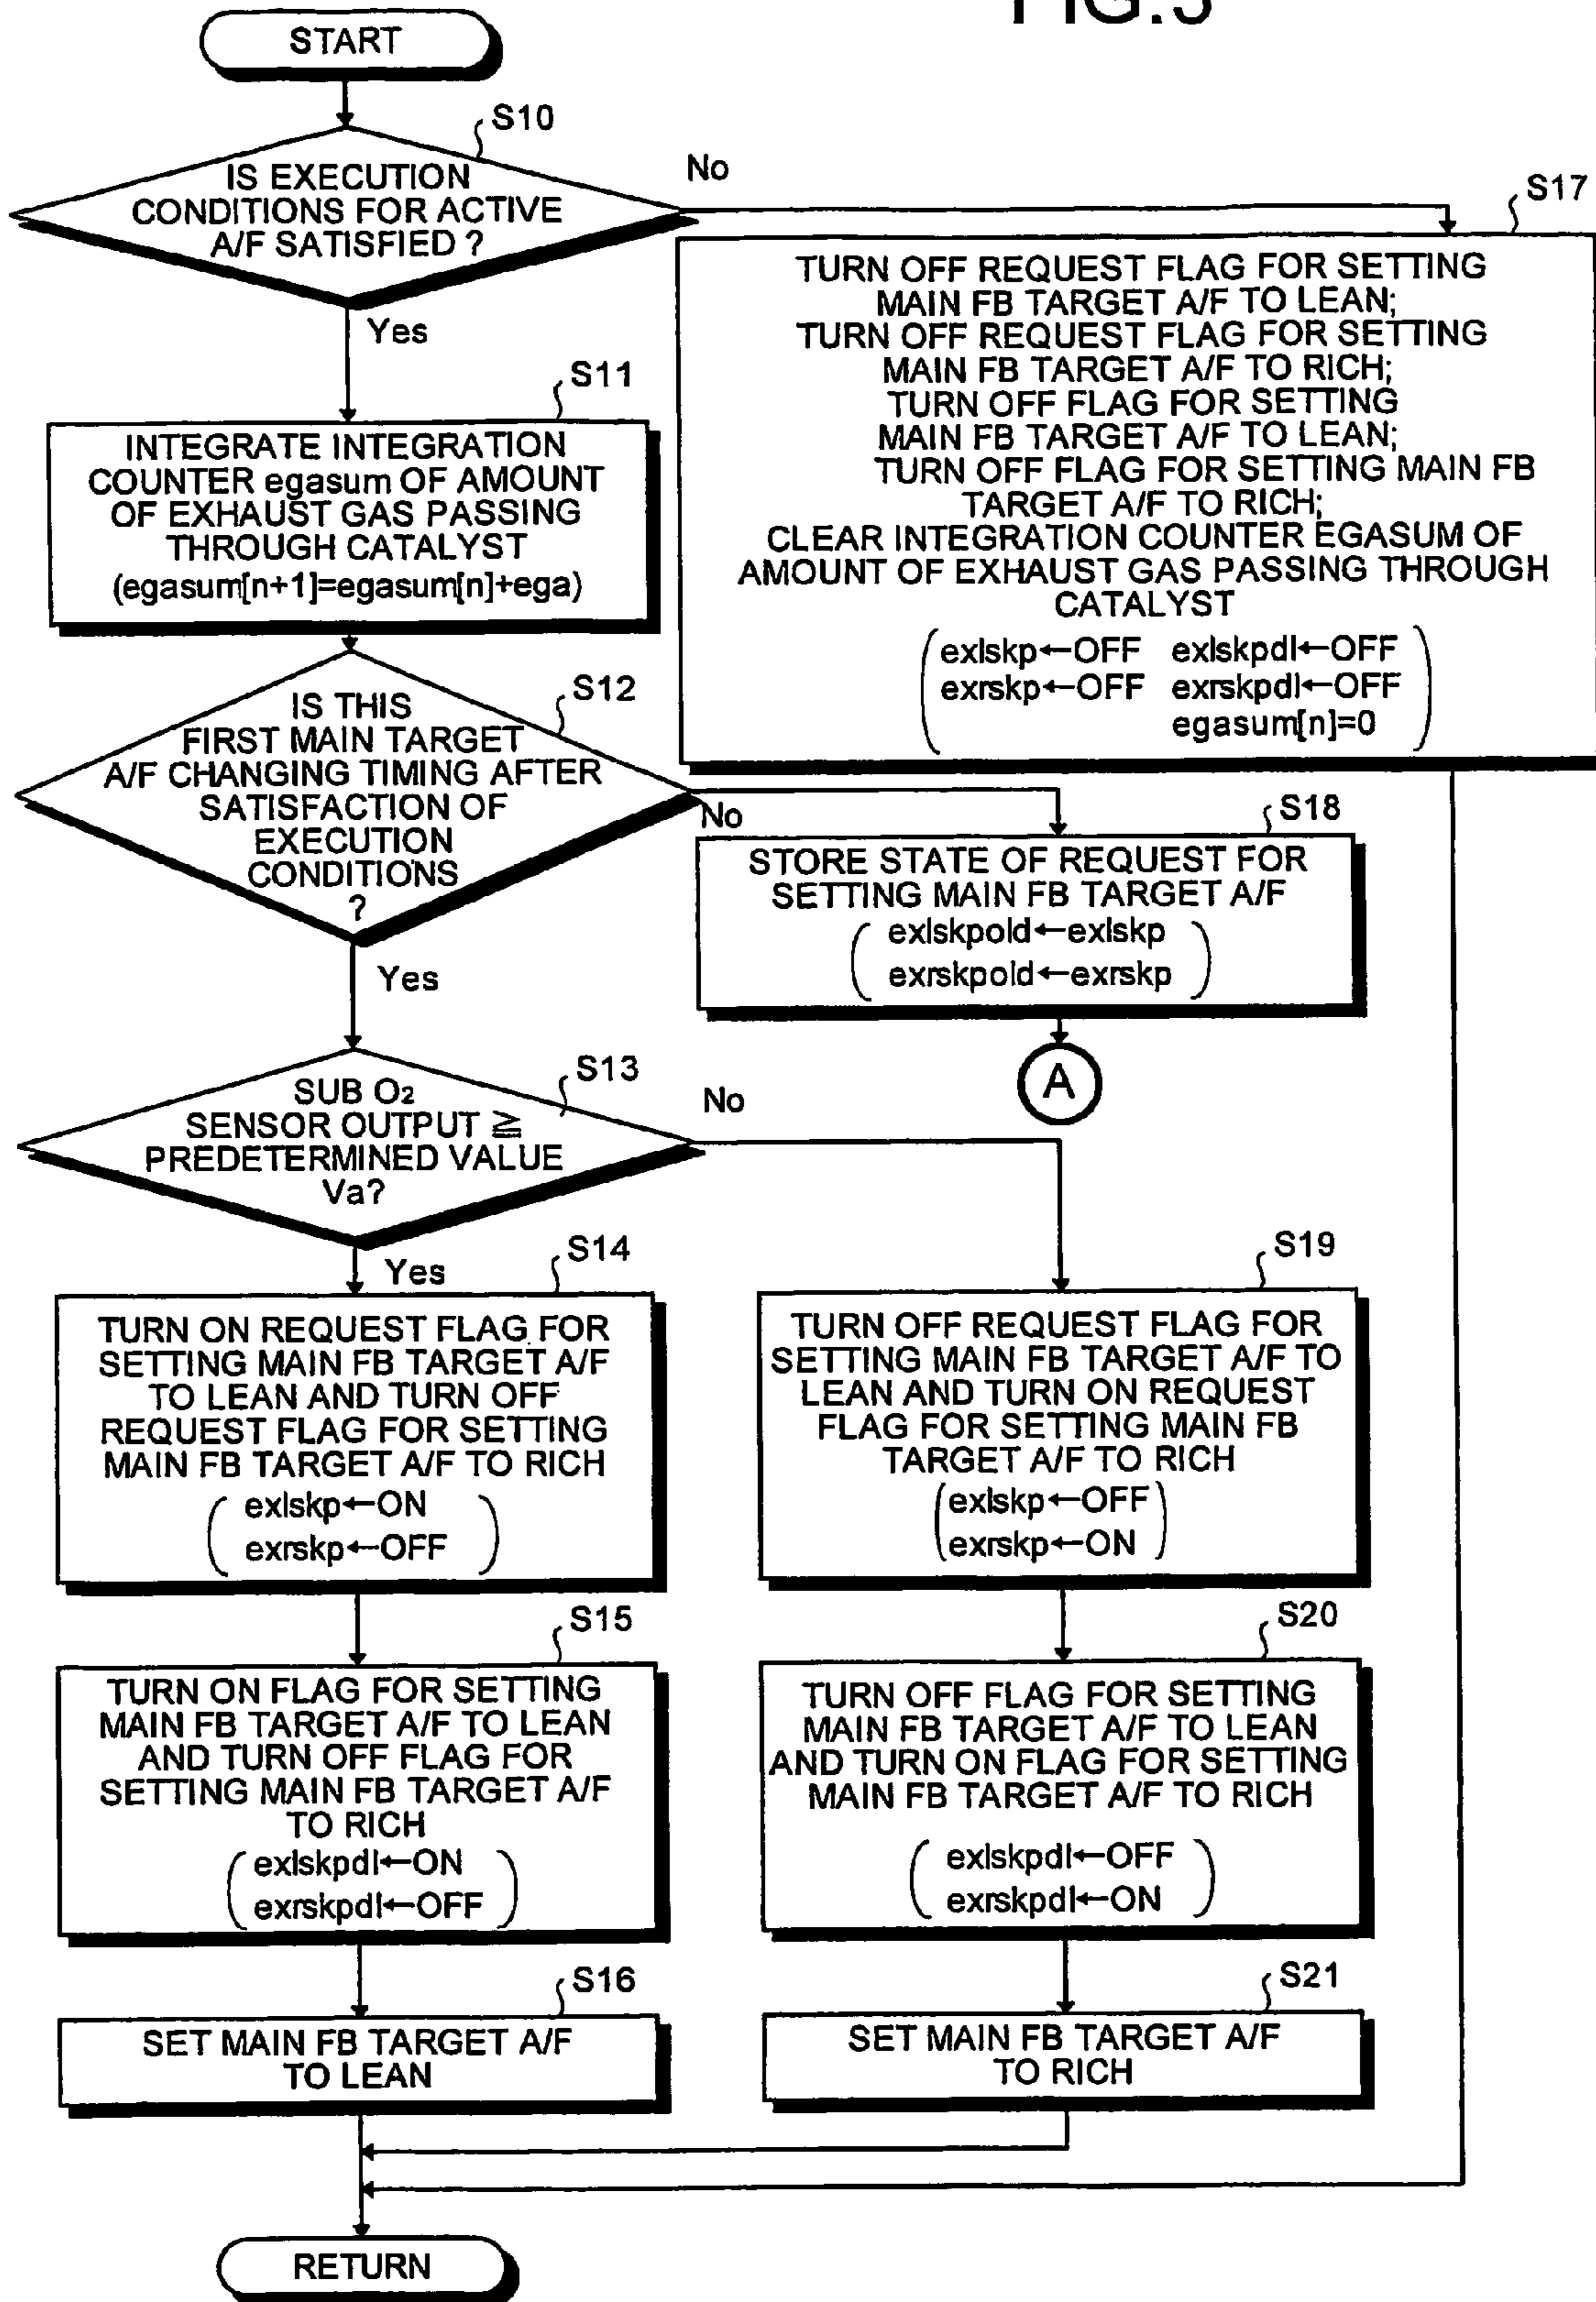 FIG.3
START
S10
IS EXECUTION
CONDITIONS FOR ACTIVE
A/F SATISFIED ?
No
Yes
S17
TURN OFF REQUEST FLAG FOR SETTING
MAIN FB TARGET A/F TO LEAN;
TURN OFF REQUEST FLAG FOR SETTING
MAIN FB TARGET A/F TO RICH;
TURN OFF FLAG FOR SETTING
MAIN FB TARGET A/F TO LEAN;
TURN OFF FLAG FOR SETTING MAIN FB
TARGET A/F TO RICH;
CLEAR INTEGRATION COUNTER EGASUM OF
AMOUNT OF EXHAUST GAS PASSING THROUGH
CATALYST
(exlskp←OFF exlskpdl←OFF
exrskp←OFF exrskpdl←OFF
egasum[n]=0)
S11
INTEGRATE INTEGRATION
COUNTER egasum OF AMOUNT
OF EXHAUST GAS PASSING
THROUGH CATALYST
(egasum[n+1]=egasum[n]+ega)
S12
IS THIS
FIRST MAIN TARGET
A/F CHANGING TIMING AFTER
SATISFACTION OF
EXECUTION
CONDITIONS
?
No
Yes
S18
STORE STATE OF REQUEST FOR
SETTING MAIN FB TARGET A/F
(exlskpold←exlskp
exrskpold←exrskp)
A
S13
SUB O2
SENSOR OUTPUT ≧
PREDETERMINED VALUE
Va?
No
Yes
S14
TURN ON REQUEST FLAG FOR
SETTING MAIN FB TARGET A/F
TO LEAN AND TURN OFF
REQUEST FLAG FOR SETTING
MAIN FB TARGET A/F TO RICH
(exlskp←ON
exrskp←OFF)
S19
TURN OFF REQUEST FLAG FOR
SETTING MAIN FB TARGET A/F TO
LEAN AND TURN ON REQUEST
FLAG FOR SETTING MAIN FB
TARGET A/F TO RICH
(exlskp←OFF
exrskp←ON)
S15
TURN ON FLAG FOR SETTING
MAIN FB TARGET A/F TO LEAN
AND TURN OFF FLAG FOR
SETTING MAIN FB TARGET A/F
TO RICH
(exlskpdl←ON
exrskpdl←OFF)
S20
TURN OFF FLAG FOR SETTING
MAIN FB TARGET A/F TO LEAN
AND TURN ON FLAG FOR SETTING
MAIN FB TARGET A/F TO RICH
(exlskpdl←OFF
exrskpdl←ON)
S16
SET MAIN FB TARGET A/F
TO LEAN
S21
SET MAIN FB TARGET A/F
TO RICH
RETURN